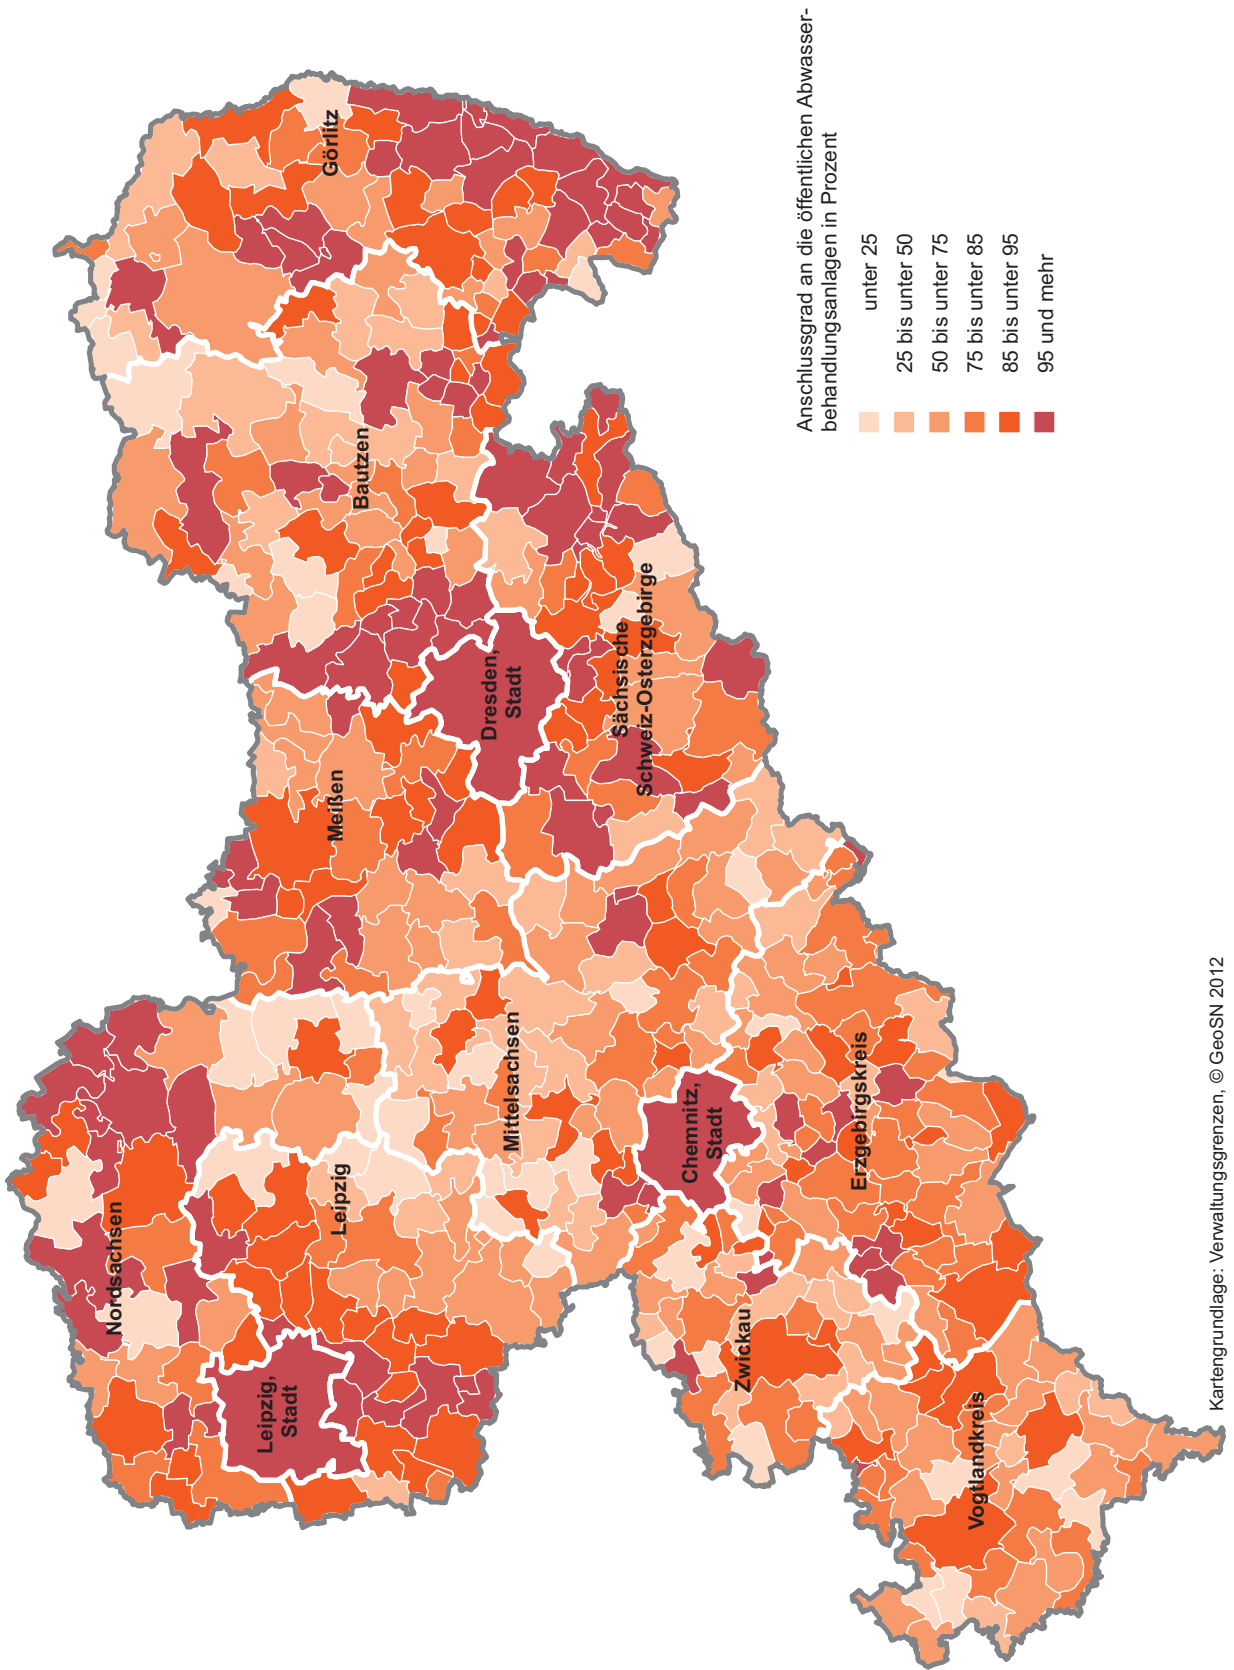 Nordsachsen
Leipzig,
Stadt
Leipzig
Meißen
Bautzen
Görlitz
Dresden,
Stadt
Sächsische
Schweiz-Osterzgebirge
Mittelsachsen
Chemnitz,
Stadt
Erzgebirgskreis
Zwickau
Vogtlandkreis
Anschlussgrad an die öffentlichen Abwasser-
behandlungsanlagen in Prozent
unter 25
25 bis unter 50
50 bis unter 75
75 bis unter 85
85 bis unter 95
95 und mehr
Kartengrundlage: Verwaltungsgrenzen, © GeoSN 2012